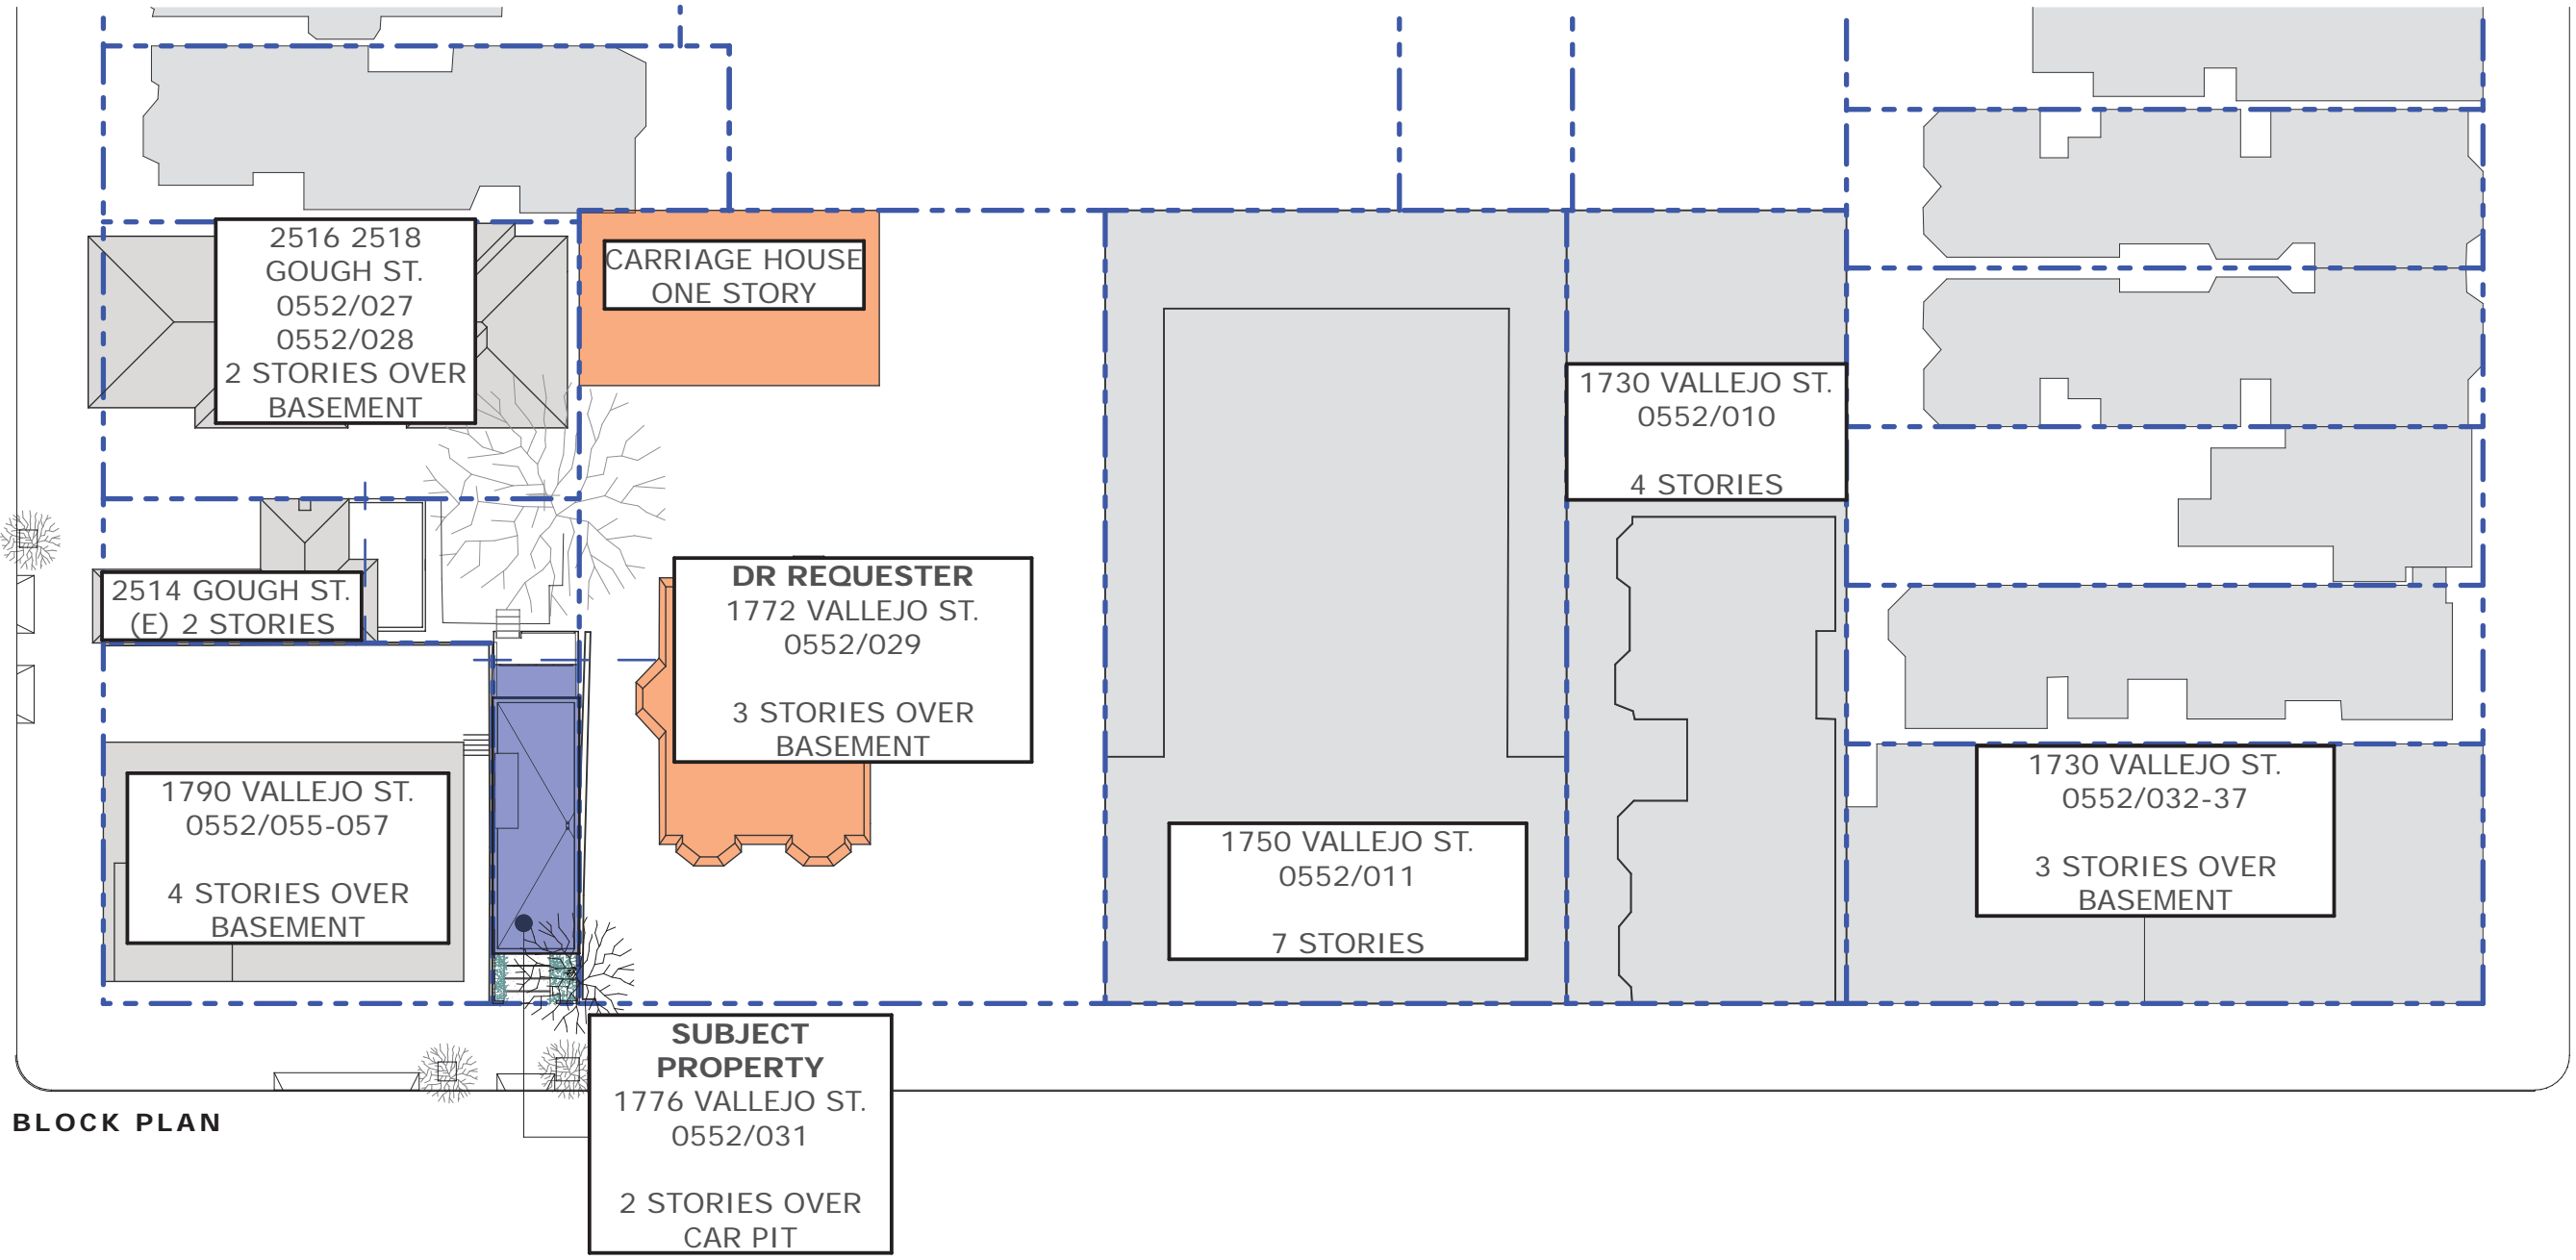 2516 2518
GOUGH ST.
0552/027
0552/028
2 STORIES OVER
BASEMENT
CARRIAGE HOUSE
ONE STORY
1730 VALLEJO ST.
0552/010
4 STORIES
2514 GOUGH ST.
(E) 2 STORIES
DR REQUESTER
1772 VALLEJO ST.
0552/029
3 STORIES OVER
BASEMENT
1790 VALLEJO ST.
0552/055-057
4 STORIES OVER
BASEMENT
1750 VALLEJO ST.
0552/011
7 STORIES
1730 VALLEJO ST.
0552/032-37
3 STORIES OVER
BASEMENT
SUBJECT
PROPERTY
1776 VALLEJO ST.
0552/031
2 STORIES OVER
CAR PIT
BLOCK PLAN